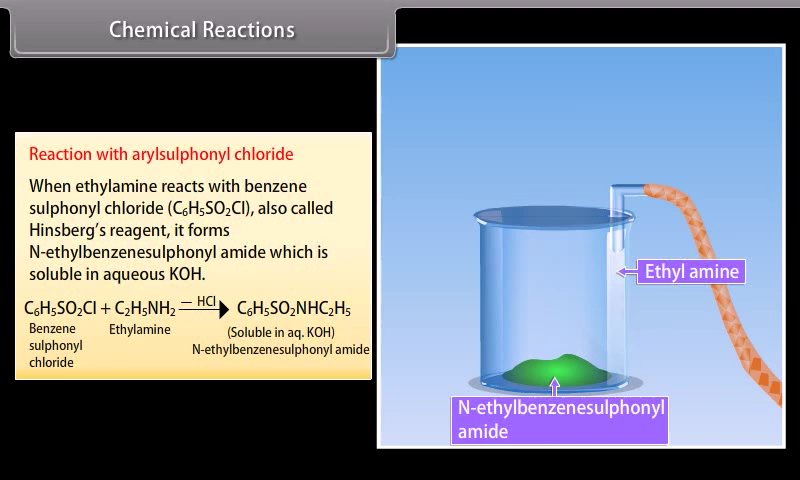 Chemical Reactions
Reaction with arylsulphonyl chloride
When ethylamine reacts with benzene
sulphonyl chloride (C₆H₅SO₂Cl), also called
Hinsberg's reagent, it forms
N-ethylbenzenesulphonyl amide which is
soluble in aqueous KOH.
C₆H₅SO₂Cl + C₂H₅NH₂ — HCl → C₆H₅SO₂NHC₂H₅
Benzene Ethylamine (Soluble in aq. KOH)
sulphonyl N-ethylbenzenesulphonyl amide
chloride
Ethyl amine
N-ethylbenzenesulphonyl
amide